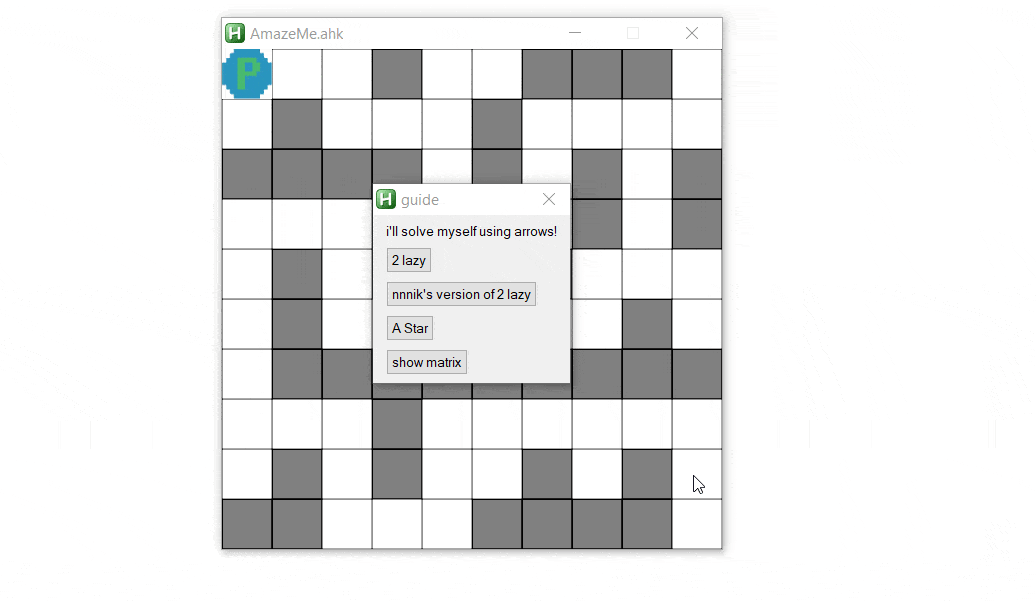 AmazeMe.ahk
P
guide
i'll solve myself using arrows!
2 lazy
nnnik's version of 2 lazy
A Star
show matrix